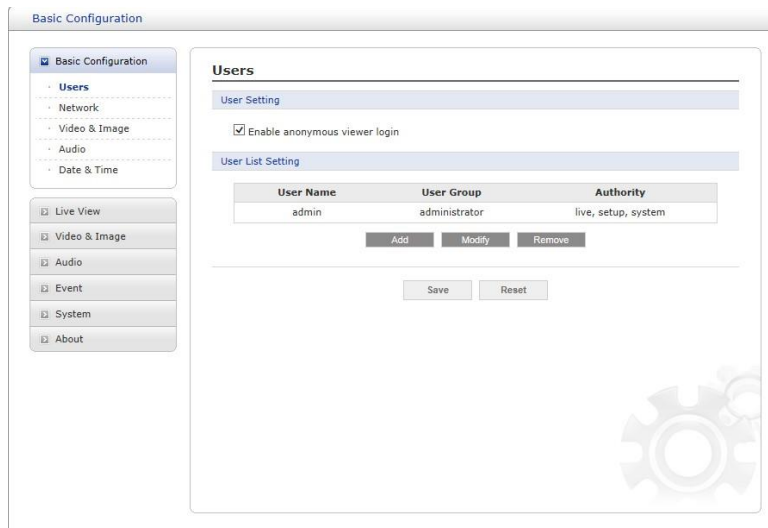 Basic Configuration
Basic Configuration
Users
Network
Video & Image
Audio
Date & Time
Live View
Video & Image
Audio
Event
System
About
Users
User Setting
Enable anonymous viewer login
User List Setting
User Name User Group Authority
admin administrator live, setup, system
Add Modify Remove
Save Reset